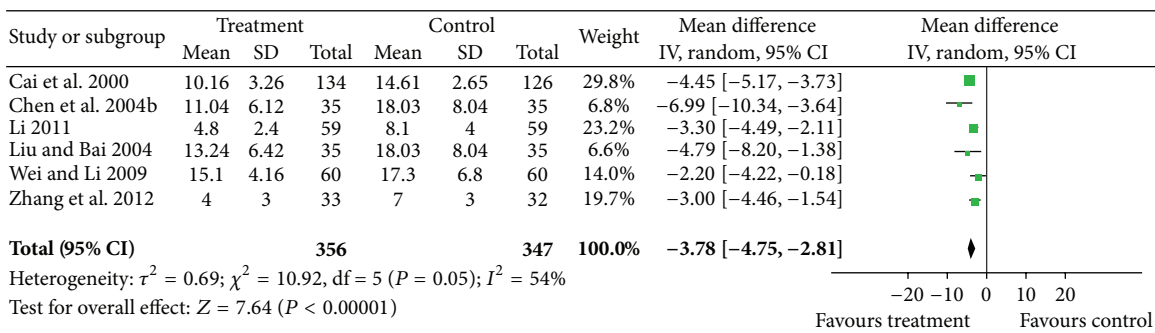 Study or subgroup Treatment Control Weight Mean difference Mean difference
Mean SD Total Mean SD Total IV, random, 95% CI IV, random, 95% CI
Cai et al. 2000 10.16 3.26 134 14.61 2.65 126 29.8% −4.45 [−5.17, −3.73]
Chen et al. 2004b 11.04 6.12 35 18.03 8.04 35 6.8% −6.99 [−10.34, −3.64]
Li 2011 4.8 2.4 59 8.1 4 59 23.2% −3.30 [−4.49, −2.11]
Liu and Bai 2004 13.24 6.42 35 18.03 8.04 35 6.6% −4.79 [−8.20, −1.38]
Wei and Li 2009 15.1 4.16 60 17.3 6.8 60 14.0% −2.20 [−4.22, −0.18]
Zhang et al. 2012 4 3 33 7 3 32 19.7% −3.00 [−4.46, −1.54]
Total (95% CI) 356 347 100.0% −3.78 [−4.75, −2.81]
Heterogeneity: τ² = 0.69; χ² = 10.92, df = 5 (P = 0.05); I² = 54%
Test for overall effect: Z = 7.64 (P < 0.00001)
−20 −10 0 10 20
Favours treatment Favours control